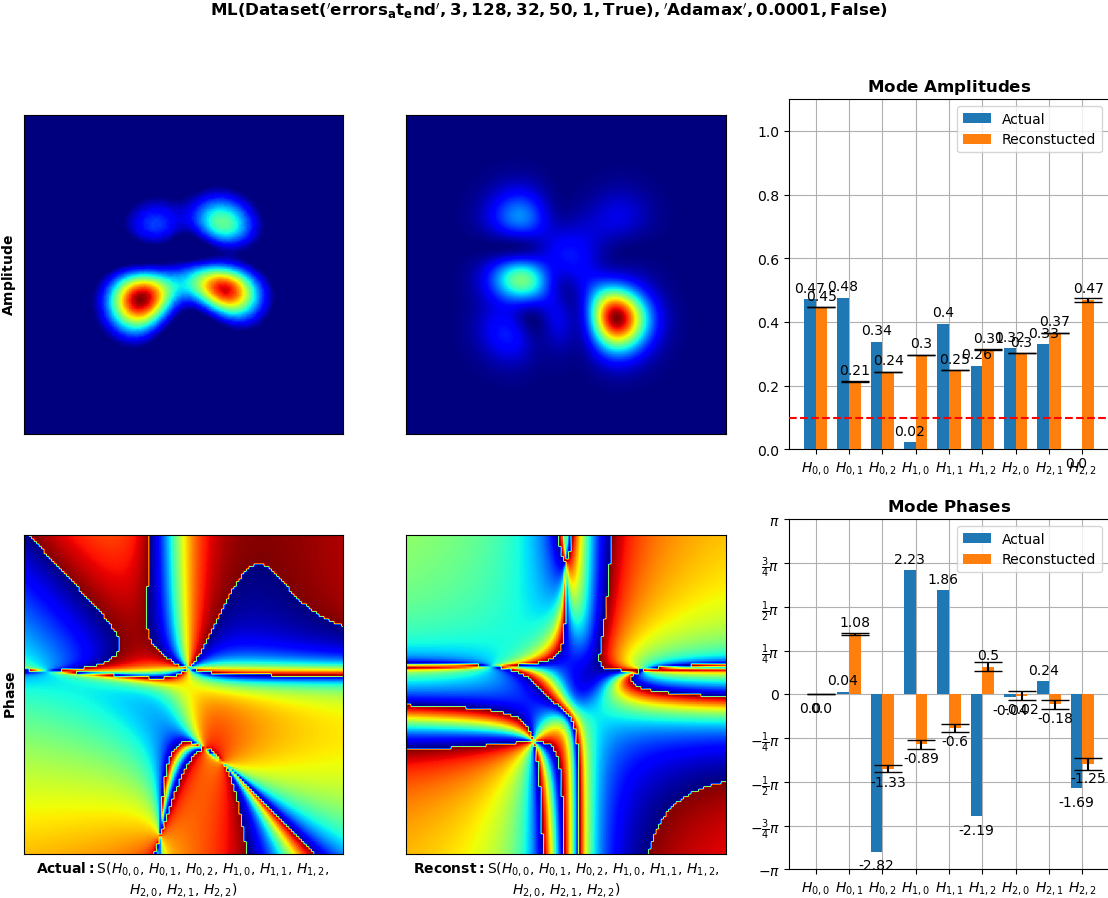 ML(Dataset('errors_at_end', 3, 128, 32, 50, 1, True), 'Adamax', 0.0001, False)
Amplitude
Mode Amplitudes
Actual
Reconstucted
1.0
0.8
0.6
0.4
0.2
0.0
0.47 0.45 0.48 0.21 0.34 0.24 0.02 0.3 0.4 0.25 0.26 0.31 0.32 0.3 0.33 0.37 0.0 0.47
H0,0 H0,1 H0,2 H1,0 H1,1 H1,2 H2,0 H2,1 H2,2
Phase
Mode Phases
Actual
Reconstucted
π
3/4π
1/2π
1/4π
0
−1/4π
−1/2π
−3/4π
−π
0.0 0.0 0.04 1.08 -2.82 -1.33 2.23 -0.89 1.86 -0.6 -2.19 0.5 -0.04 -0.02 0.24 -0.18 -1.69 -1.25
H0,0 H0,1 H0,2 H1,0 H1,1 H1,2 H2,0 H2,1 H2,2
Actual: S(H0,0, H0,1, H0,2, H1,0, H1,1, H1,2,
H2,0, H2,1, H2,2)
Reconst: S(H0,0, H0,1, H0,2, H1,0, H1,1, H1,2,
H2,0, H2,1, H2,2)